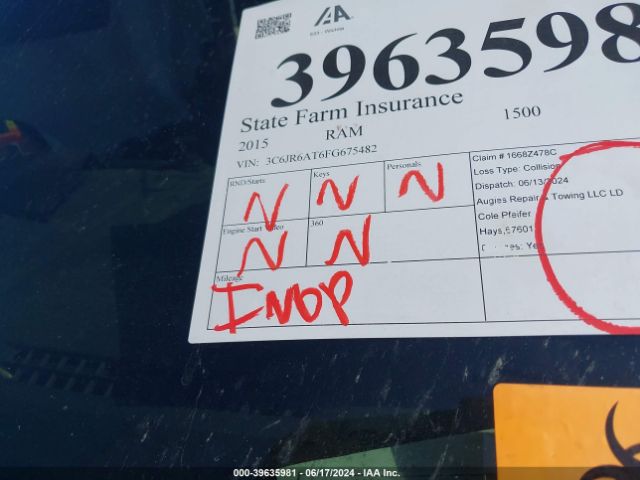 IAA
3963598
State Farm Insurance
2015 RAM 1500
VIN: 3C6JR6AT6FG675482
RND/Starts Keys Personals
N N N
Engine Start Video 360
N N
Mileage
INOP
Claim # 1668Z478C
Loss Type: Collision
Dispatch: 06/13/2024
Augies Repair & Towing LLC LD
Cole Pfeifer
Hays, 67601
Yes
000-39635981 | 06/17/2024 | IAA Inc.